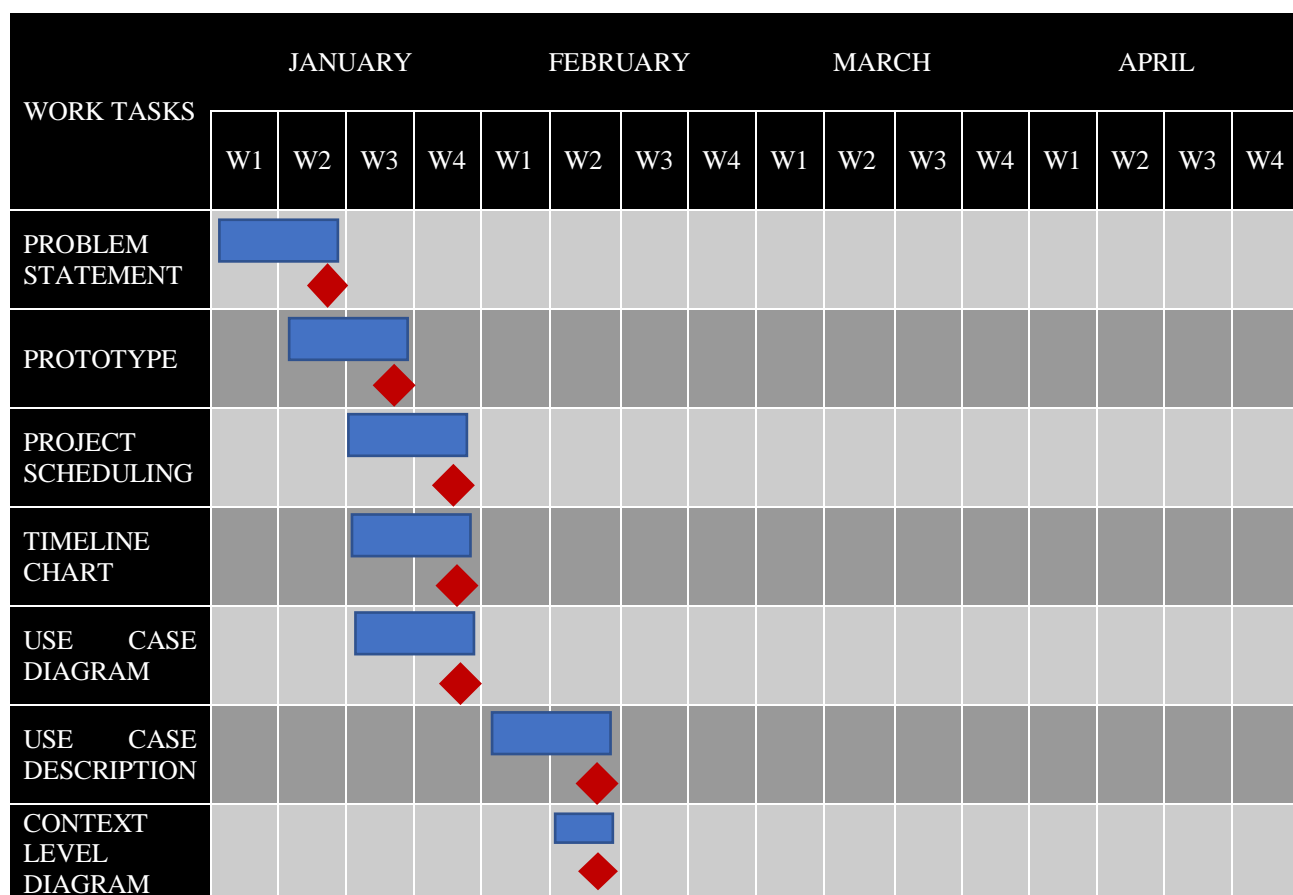 JANUARY FEBRUARY MARCH APRIL
WORK TASKS
W1 W2 W3 W4 W1 W2 W3 W4 W1 W2 W3 W4 W1 W2 W3 W4
PROBLEM
STATEMENT
PROTOTYPE
PROJECT
SCHEDULING
TIMELINE
CHART
USE CASE
DIAGRAM
USE CASE
DESCRIPTION
CONTEXT
LEVEL
DIAGRAM